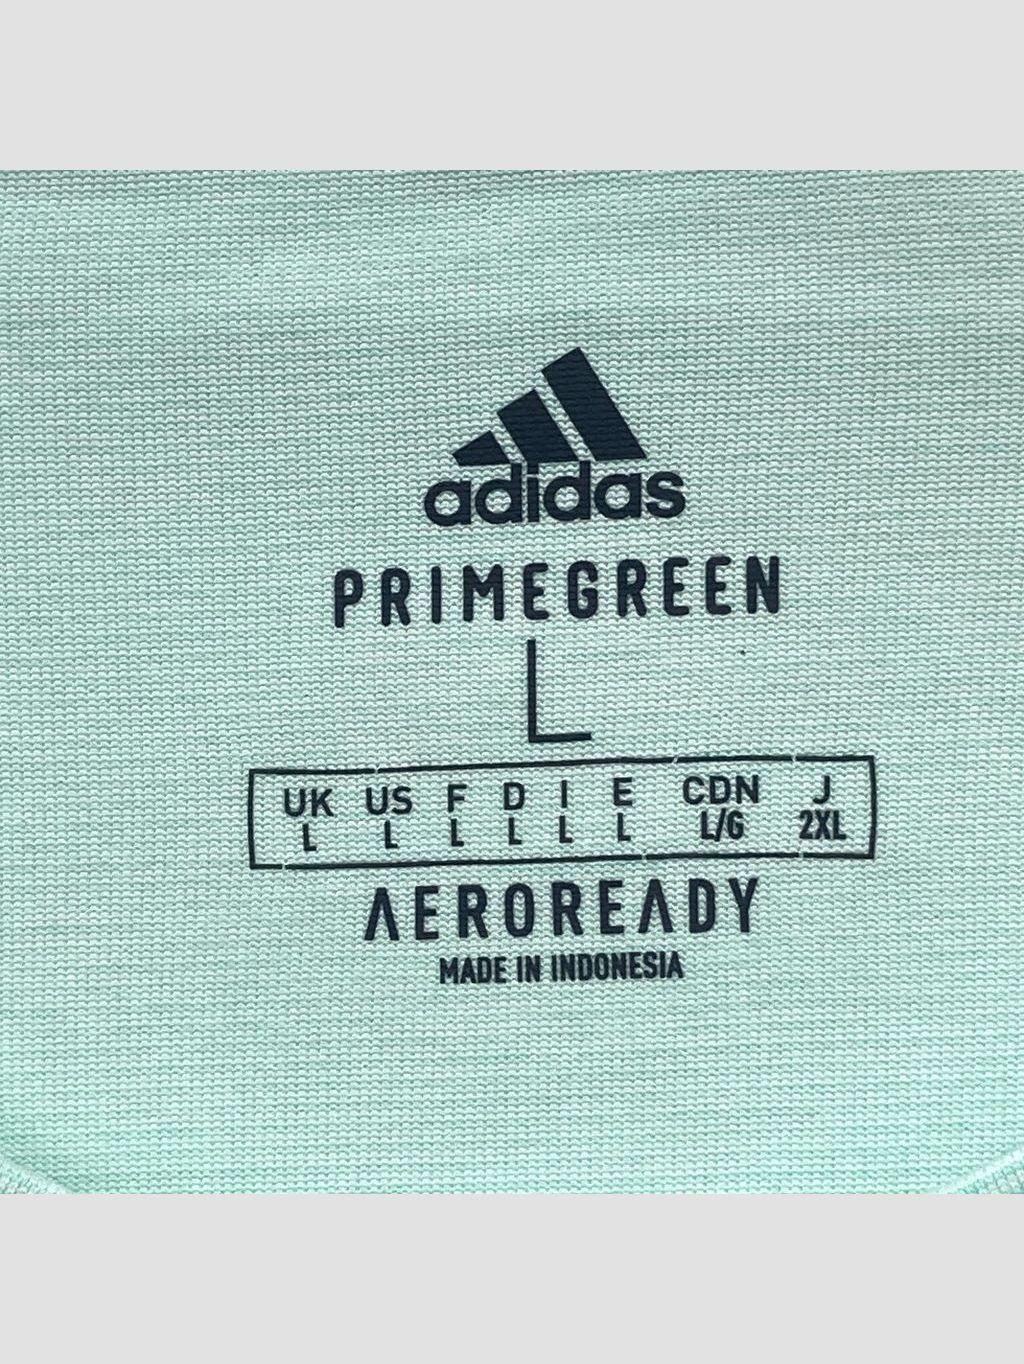 adidas
PRIMEGREEN
L
UK US F D I E CDN J
L L L L L L L/G 2XL
AEROREADY
MADE IN INDONESIA